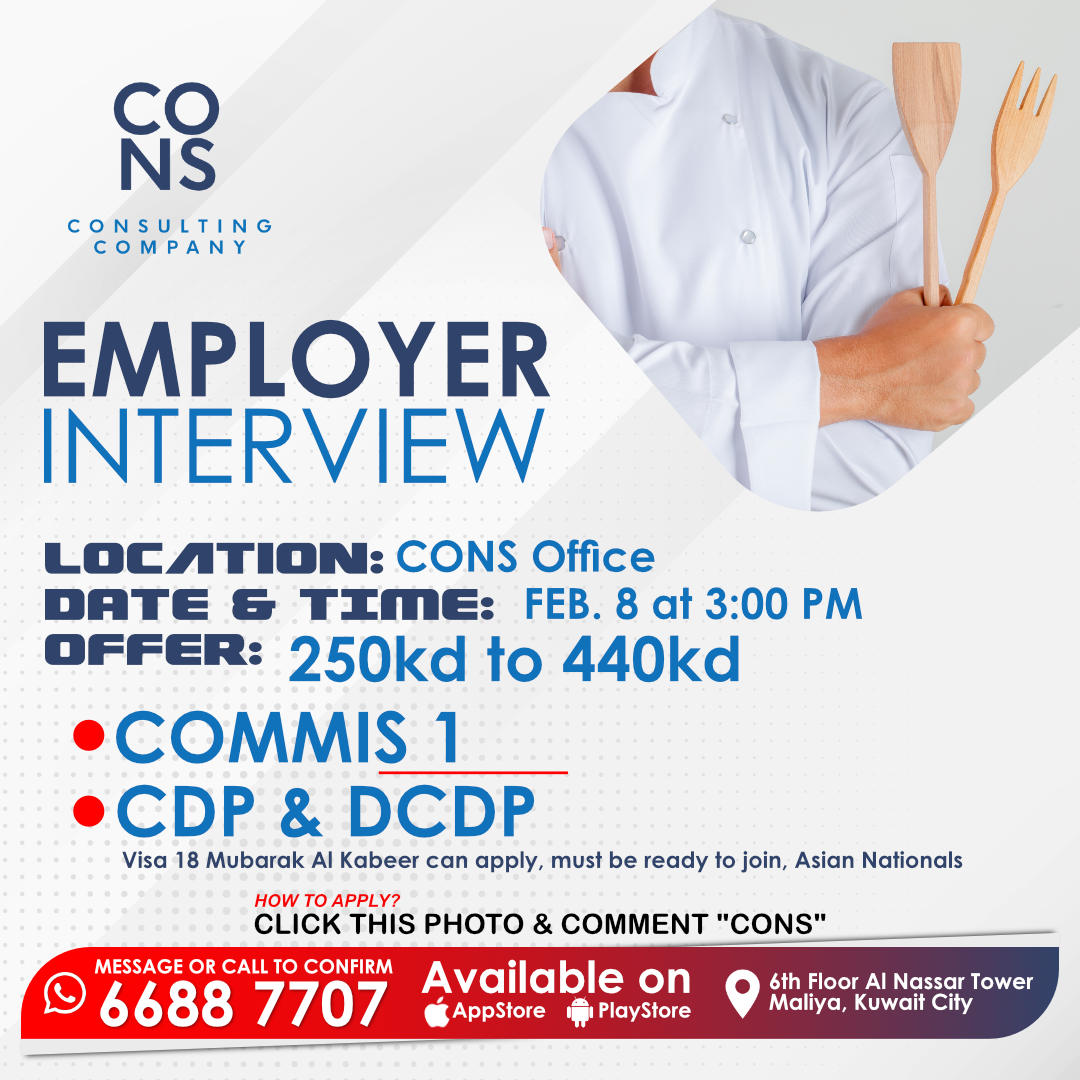 CO
NS
CONSULTING
COMPANY
EMPLOYER
INTERVIEW
LOCATION: CONS Office
DATE & TIME: FEB. 8 at 3:00 PM
OFFER: 250kd to 440kd
COMMIS 1
CDP & DCDP
Visa 18 Mubarak Al Kabeer can apply, must be ready to join, Asian Nationals
HOW TO APPLY?
CLICK THIS PHOTO & COMMENT "CONS"
MESSAGE OR CALL TO CONFIRM
6688 7707
Available on
AppStore PlayStore
6th Floor Al Nassar Tower
Maliya, Kuwait City